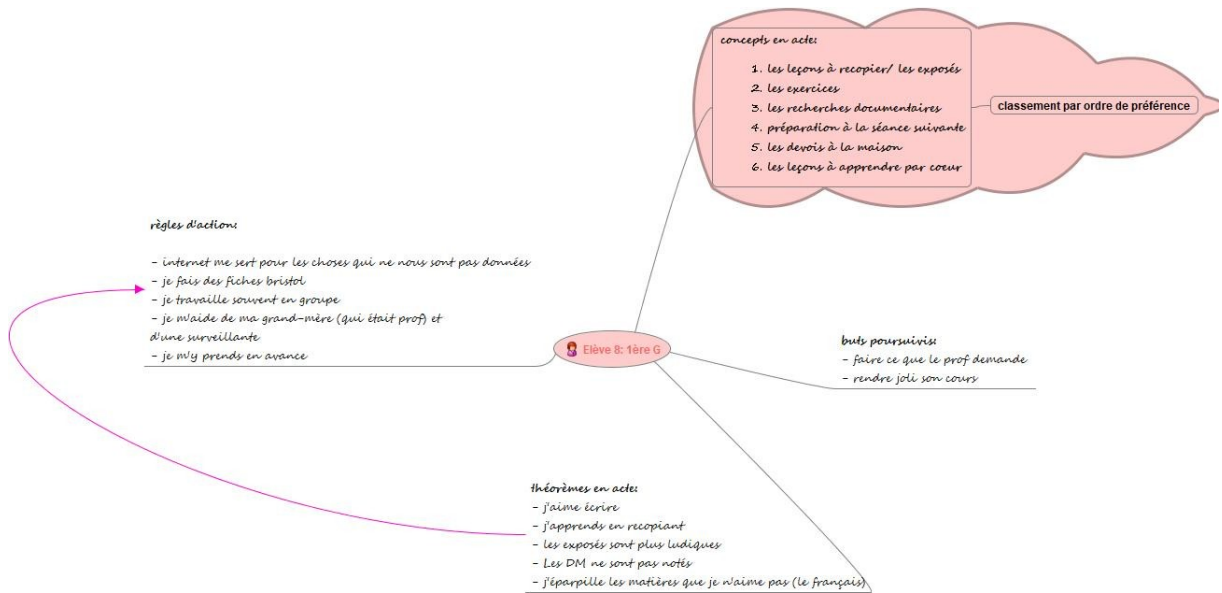 concepts en acte:
1. les leçons à recopier/ les exposés
2. les exercices
3. les recherches documentaires
4. préparation à la séance suivante
5. les devois à la maison
6. les leçons à apprendre par coeur
classement par ordre de préférence
règles d'action:
- internet me sert pour les choses qui ne nous sont pas données
- je fais des fiches bristol
- je travaille souvent en groupe
- je m'aide de ma grand-mère (qui était prof) et
d'une surveillante
- je m'y prends en avance
Elève 8: 1ère G
buts poursuivis:
- faire ce que le prof demande
- rendre joli son cours
théorèmes en acte:
- j'aime écrire
- j'apprends en recopiant
- les exposés sont plus ludiques
- Les DM ne sont pas notés
- j'éparpille les matières que je n'aime pas (le français)